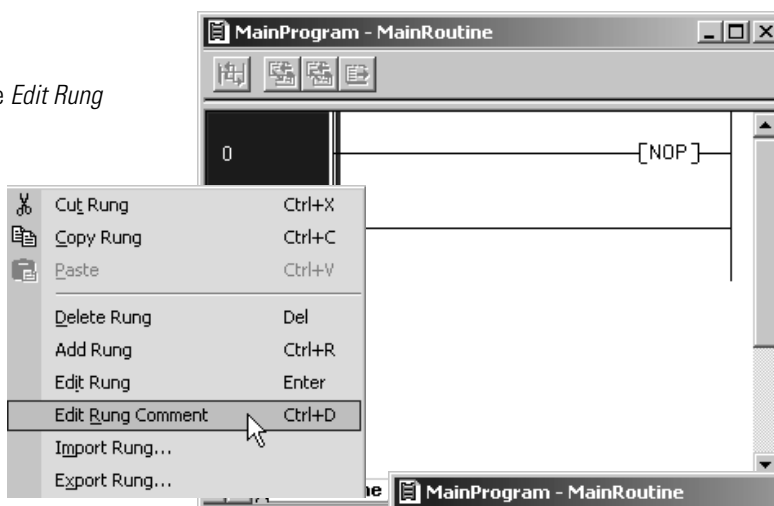 MainProgram - MainRoutine
Edit Rung
0
[NOP]
Cut Rung Ctrl+X
Copy Rung Ctrl+C
Paste Ctrl+V
Delete Rung Del
Add Rung Ctrl+R
Edit Rung Enter
Edit Rung Comment Ctrl+D
Import Rung...
Export Rung...
MainProgram - MainRoutine